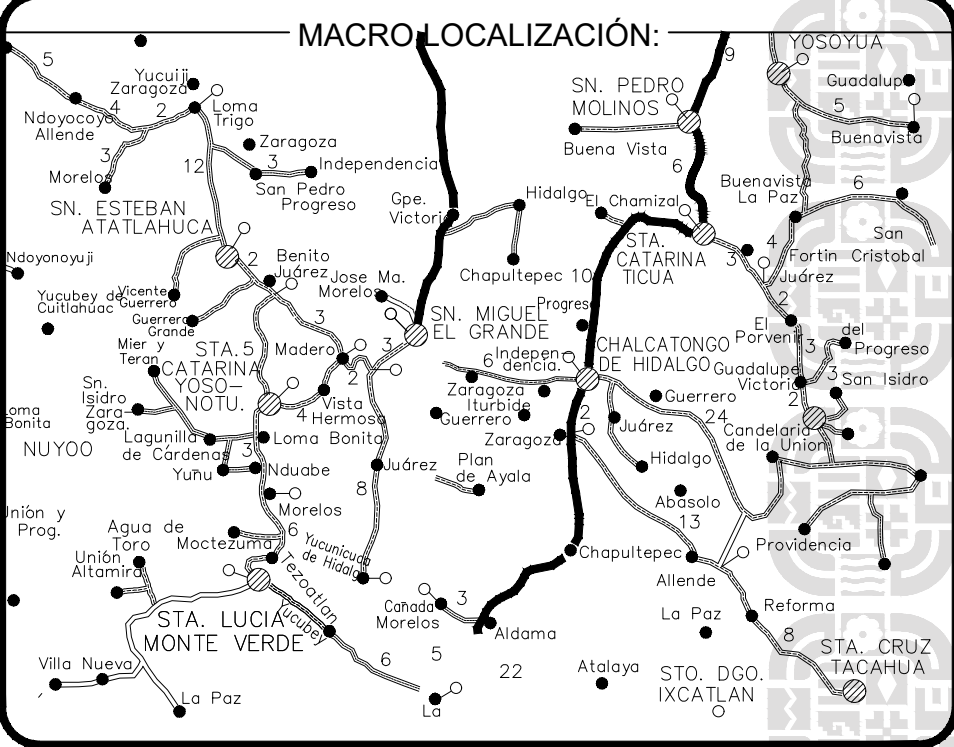 MACRO LOCALIZACIÓN:
5
Yucuiji
Zaragoza
4
2
Ndoyocoye
Allende
Loma
Trigo
3
Morelos
12
Zaragoza
3
Independencia
San Pedro
Progreso
SN. ESTEBAN
ATATLAHUCA
Ndoyonoyuji
2
Benito
Juárez
Yucubey de
Cuitlahuac
Vicente
Guerrero
Guerrero
Grande
Jose Ma.
Morelos
Gpe.
Victoria
Hidalgo
Chapultepec
9
SN. PEDRO
MOLINOS
Buena Vista
6
El Chamizal
STA.
CATARINA
TICUA
10
YOSOYUA
Guadalup
5
Buenavista
Buenavista
La Paz
6
San
Cristobal
4
3
Fortin
Juárez
2
Progreso
SN. MIGUEL
EL GRANDE
3
3
2
Madero
Mier y
Teran
STA.
5
CATARINA
YOSO-
NOTU.
Sn.
Isidro
Zara
goza.
Loma
Bonita
NUYOO
4
Vista
Hermosa
Lagunilla
de Cárdenas
Loma Bonita
3
Yuñu
Nduabe
Morelos
Juárez
8
6
Indepen-
dencia.
Zaragoza
Iturbide
Guerrero
CHALCATONGO
DE HIDALGO
El
Porvenir
del
Progreso
3
Guadalupe
Victoria
3
San Isidro
2
Guerrero
24
2
Juárez
Zaragoza
Candelaria
de la Union
Hidalgo
Plan
de Ayala
Abasolo
13
Unión y
Prog.
Agua de
Toro
Moctezuma
6
Unión
Altamira
Yucunicuca
de Hidalgo
Tezoatlan
Yucubey
STA. LUCIA
MONTE VERDE
Cañada
Morelos
3
Aldama
Chapultepec
Allende
Providencia
Reforma
La Paz
8
STA. CRUZ
TACAHUA
Villa Nueva
La Paz
6
5
22
La
Atalaya
STO. DGO.
IXCATLAN